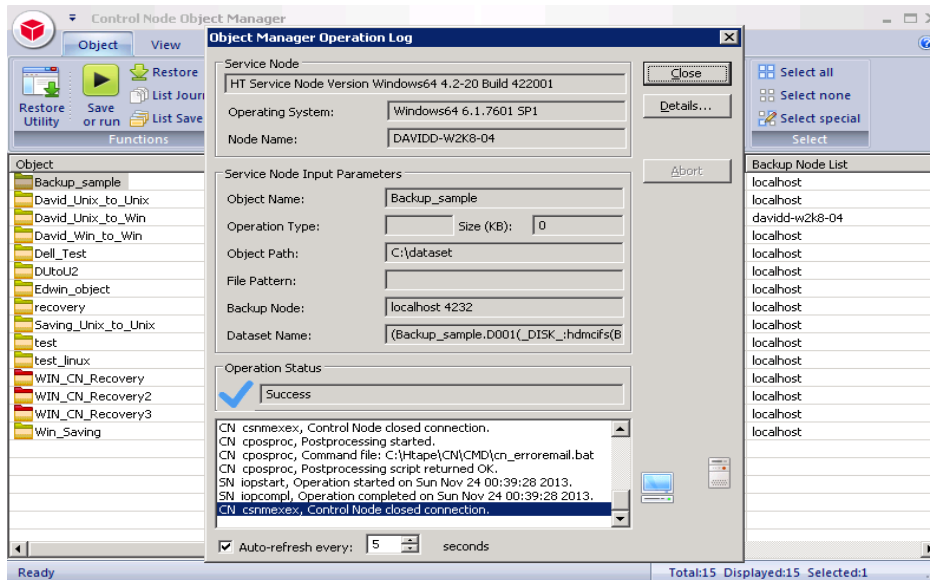 Control Node Object Manager
Object View
Restore Utility
Save or run
Restore
List Jour
List Save
Functions
Select all
Select none
Select special
Select
Object Manager Operation Log
Service Node
HT Service Node Version Windows64 4.2-20 Build 422001
Operating System: Windows64 6.1.7601 SP1
Node Name: DAVIDD-W2K8-04
Close
Details...
Abort
Service Node Input Parameters
Object Name: Backup_sample
Operation Type: Size (KB): 0
Object Path: C:\dataset
File Pattern:
Backup Node: localhost 4232
Dataset Name: (Backup_sample.D001(_DISK_:hdmcifs(B
Operation Status
Success
CN csnmexex, Control Node closed connection.
CN cposproc, Postprocessing started.
CN cposproc, Command file: C:\Htape\CN\CMD\cn_erroremail.bat
CN cposproc, Postprocessing script returned OK.
SN iopstart, Operation started on Sun Nov 24 00:39:28 2013.
SN iopcompl, Operation completed on Sun Nov 24 00:39:28 2013.
CN csnmexex, Control Node closed connection.
Auto-refresh every: 5 seconds
Object
Backup_sample
David_Unix_to_Unix
David_Unix_to_Win
David_Win_to_Win
Dell_Test
DUtoU2
Edwin_object
recovery
Saving_Unix_to_Unix
test
test_linux
WIN_CN_Recovery
WIN_CN_Recovery2
WIN_CN_Recovery3
Win_Saving
Backup Node List
localhost
localhost
davidd-w2k8-04
localhost
localhost
localhost
localhost
localhost
localhost
localhost
localhost
localhost
localhost
localhost
localhost
Ready
Total:15 Displayed:15 Selected:1